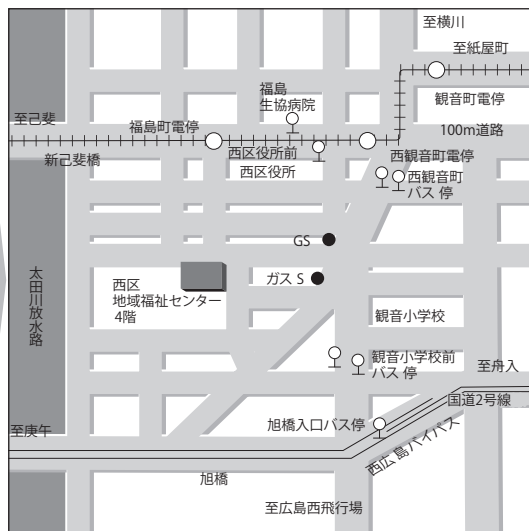 至横川
至紙屋町
福島
生協病院
観音町電停
至己斐
福島町電停
100m道路
新己斐橋
西区役所前
西区役所
西観音町電停
西観音町
バス 停
GS
ガス S
太田川放水路
西区
地域福祉センター
4階
観音小学校
観音小学校前
バス 停
至舟入
国道2号線
旭橋入口バス停
西広島バイパス
至庚午
旭橋
至広島西飛行場